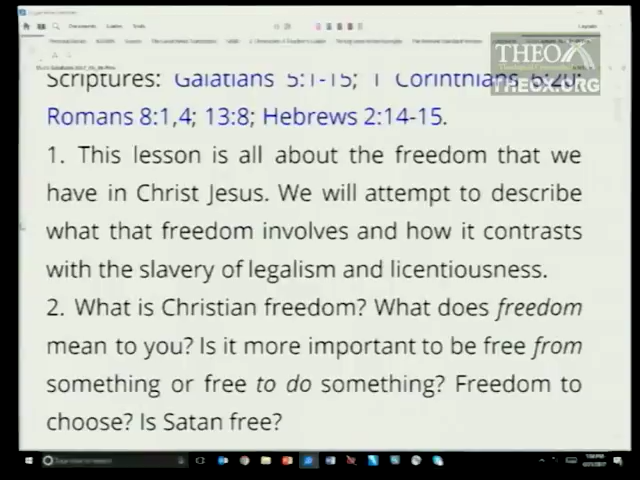 THEOX
THEOX.ORG
Scriptures: Galatians 5:1-15; 1 Corinthians 6:20;
Romans 8:1,4; 13:8; Hebrews 2:14-15.
1. This lesson is all about the freedom that we
have in Christ Jesus. We will attempt to describe
what that freedom involves and how it contrasts
with the slavery of legalism and licentiousness.
2. What is Christian freedom? What does freedom
mean to you? Is it more important to be free from
something or free to do something? Freedom to
choose? Is Satan free?